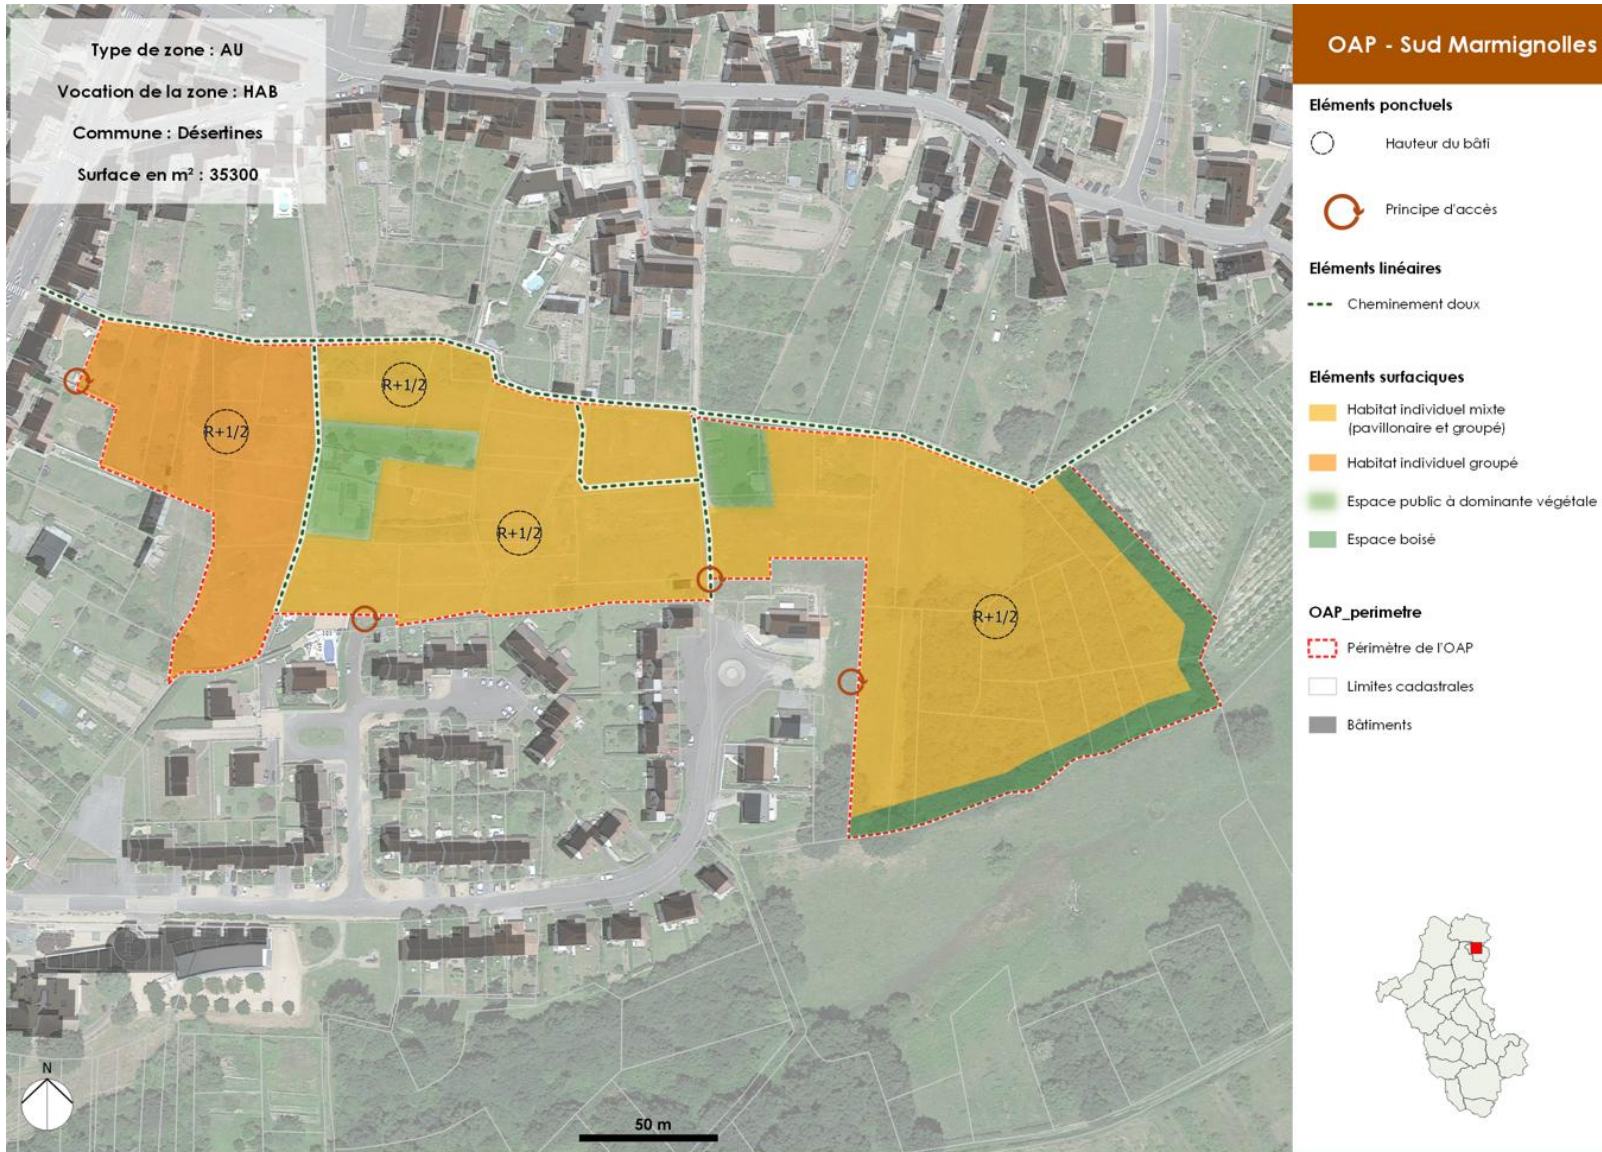 Type de zone : AU
Vocation de la zone : HAB
Commune : Désertines
Surface en m² : 35300
R+1/2
R+1/2
R+1/2
R+1/2
N
50 m
OAP - Sud Marmignolles
Eléments ponctuels
Hauteur du bâti
Principe d'accès
Eléments linéaires
Cheminement doux
Eléments surfaciques
Habitat individuel mixte
(pavillonaire et groupé)
Habitat individuel groupé
Espace public à dominante végétale
Espace boisé
OAP_perimetre
Périmètre de l'OAP
Limites cadastrales
Bâtiments